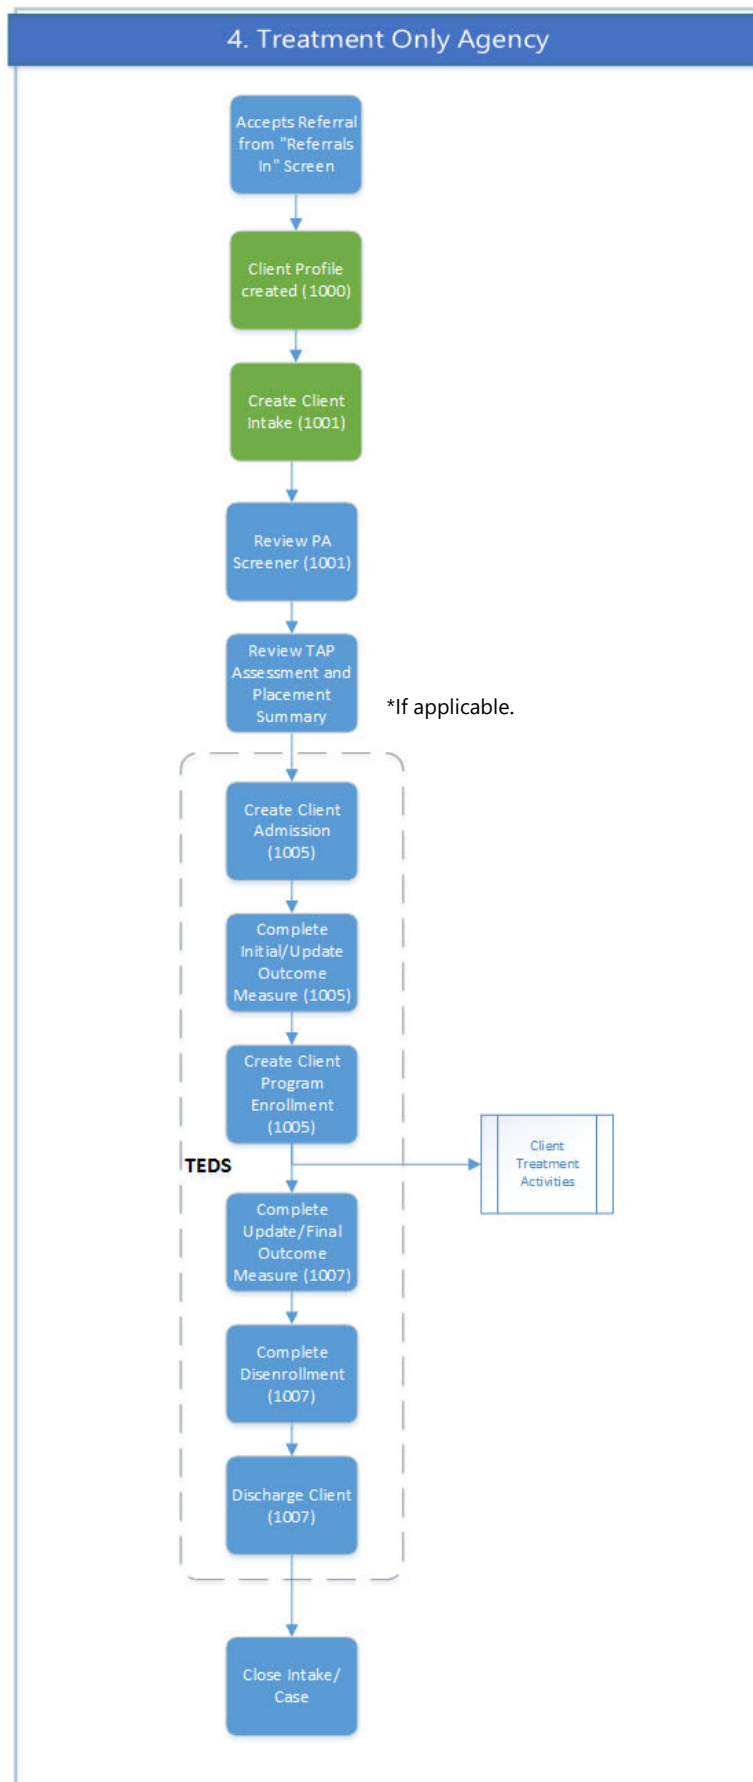 4. Treatment Only Agency
Accepts Referral
from "Referrals
In" Screen
Client Profile
created (1000)
Create Client
Intake (1001)
Review PA
Screener (1001)
Review TAP
Assessment and
Placement
Summary
*If applicable.
Create Client
Admission
(1005)
Complete
Initial/Update
Outcome
Measure (1005)
Create Client
Program
Enrollment
(1005)
Client
Treatment
Activities
TEDS
Complete
Update/Final
Outcome
Measure (1007)
Complete
Disenrollment
(1007)
Discharge Client
(1007)
Close Intake/
Case